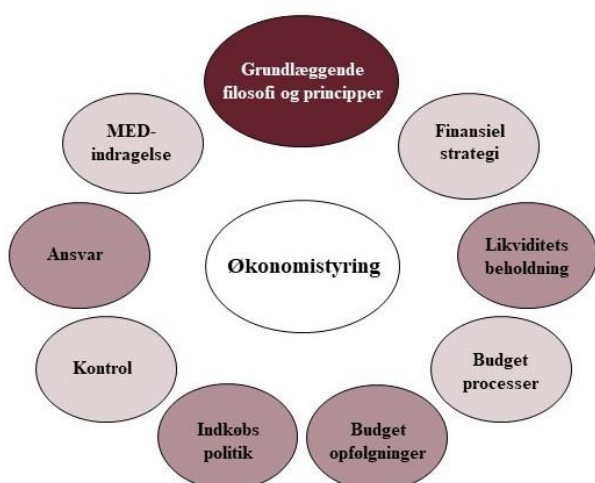 Grundlæggende
filosofi og principper
Finansiel
strategi
Likviditets
beholdning
Budget
processer
Budget
opfølgninger
Indkøbs
politik
Kontrol
Ansvar
MED-
indragelse
Økonomistyring